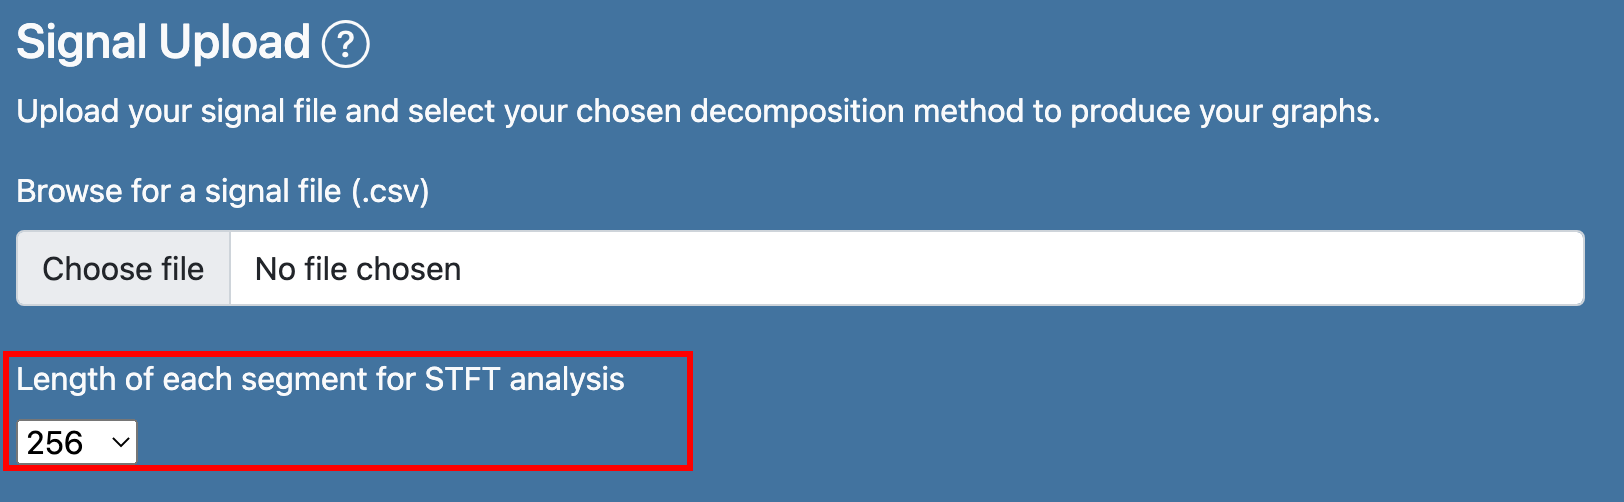 Signal Upload ?
Upload your signal file and select your chosen decomposition method to produce your graphs.
Browse for a signal file (.csv)
Choose file No file chosen
Length of each segment for STFT analysis
256